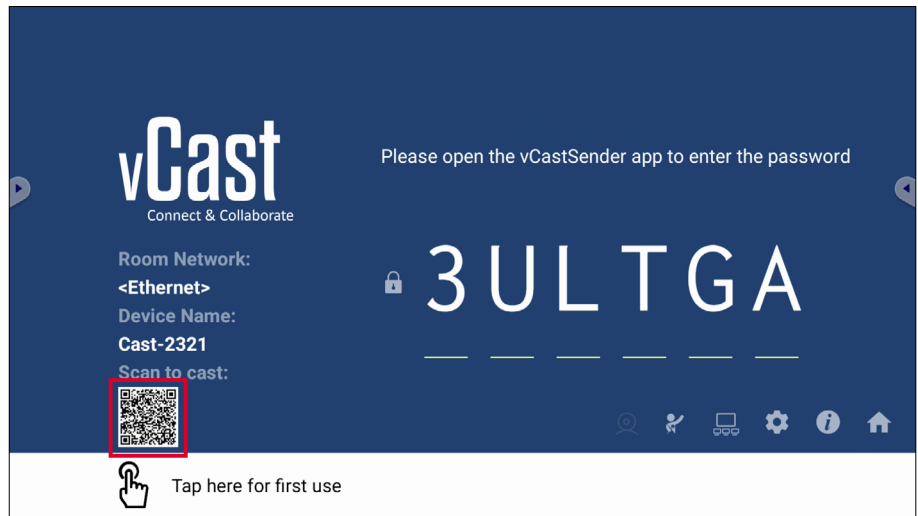 vCast
Connect & Collaborate
Please open the vCastSender app to enter the password
Room Network:
<Ethernet>
Device Name:
Cast-2321
Scan to cast:
3ULTGA
Tap here for first use